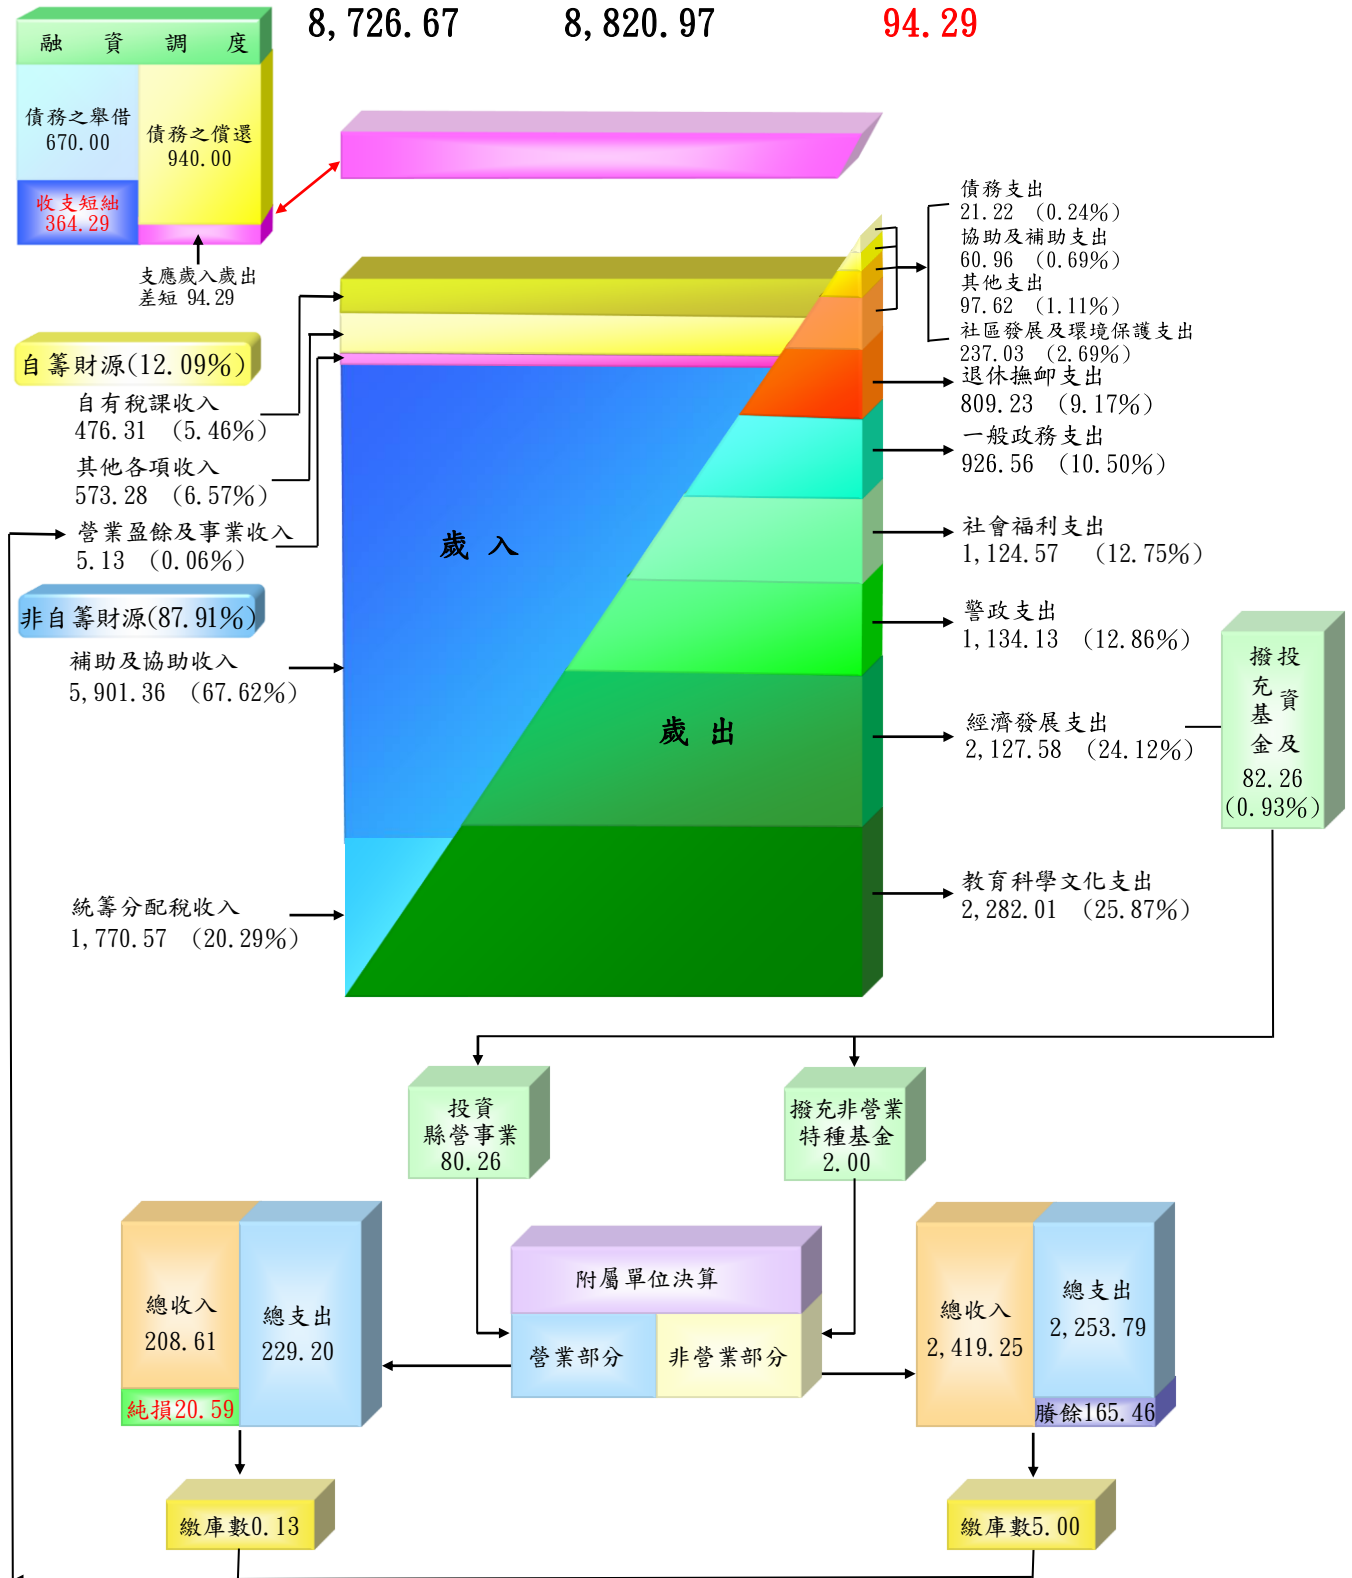 8,726.67 8,820.97 94.29
融資調度
債務之舉借
670.00
債務之償還
940.00
收支短絀
364.29
支應歲入歲出
差短 94.29
自籌財源(12.09%)
自有稅課收入
476.31 (5.46%)
其他各項收入
573.28 (6.57%)
營業盈餘及事業收入
5.13 (0.06%)
非自籌財源(87.91%)
補助及協助收入
5,901.36 (67.62%)
統籌分配稅收入
1,770.57 (20.29%)
歲入
歲出
債務支出
21.22 (0.24%)
協助及補助支出
60.96 (0.69%)
其他支出
97.62 (1.11%)
社區發展及環境保護支出
237.03 (2.69%)
退休撫卹支出
809.23 (9.17%)
一般政務支出
926.56 (10.50%)
社會福利支出
1,124.57 (12.75%)
警政支出
1,134.13 (12.86%)
經濟發展支出
2,127.58 (24.12%)
教育科學文化支出
2,282.01 (25.87%)
投資及
撥充基金
82.26
(0.93%)
投資
縣營事業
80.26
撥充非營業
特種基金
2.00
附屬單位決算
營業部分
非營業部分
總收入
208.61
總支出
229.20
純損20.59
繳庫數0.13
總收入
2,419.25
總支出
2,253.79
賸餘165.46
繳庫數5.00